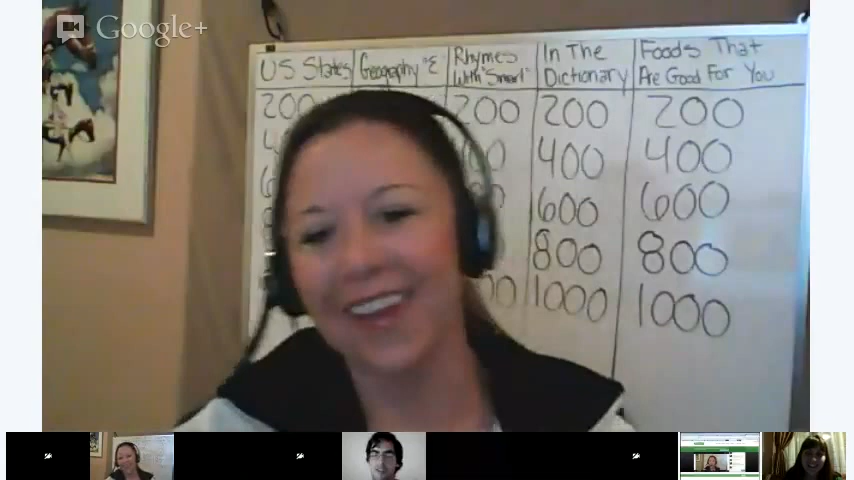 Google+
US States
Geography "E"
Rhymes With "Smart"
In The Dictionary
Foods That Are Good For You
200 200 200 200
400 400
600 600
800 800
1000 1000